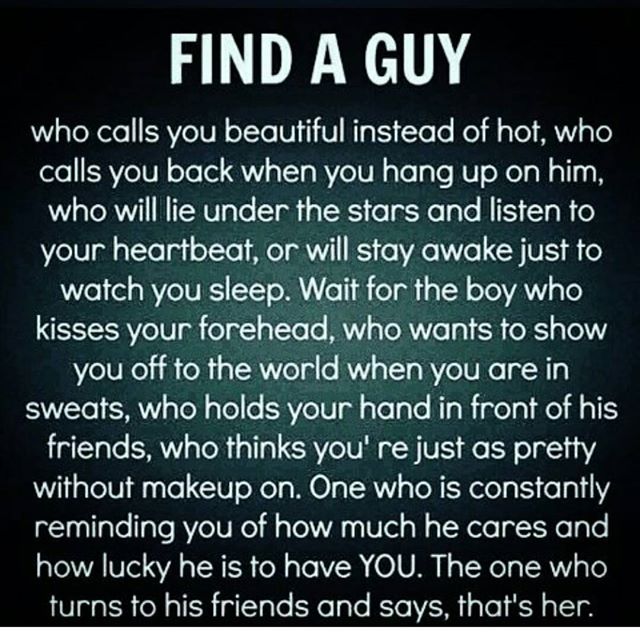 FIND A GUY
who calls you beautiful instead of hot, who
calls you back when you hang up on him,
who will lie under the stars and listen to
your heartbeat, or will stay awake just to
watch you sleep. Wait for the boy who
kisses your forehead, who wants to show
you off to the world when you are in
sweats, who holds your hand in front of his
friends, who thinks you' re just as pretty
without makeup on. One who is constantly
reminding you of how much he cares and
how lucky he is to have YOU. The one who
turns to his friends and says, that's her.